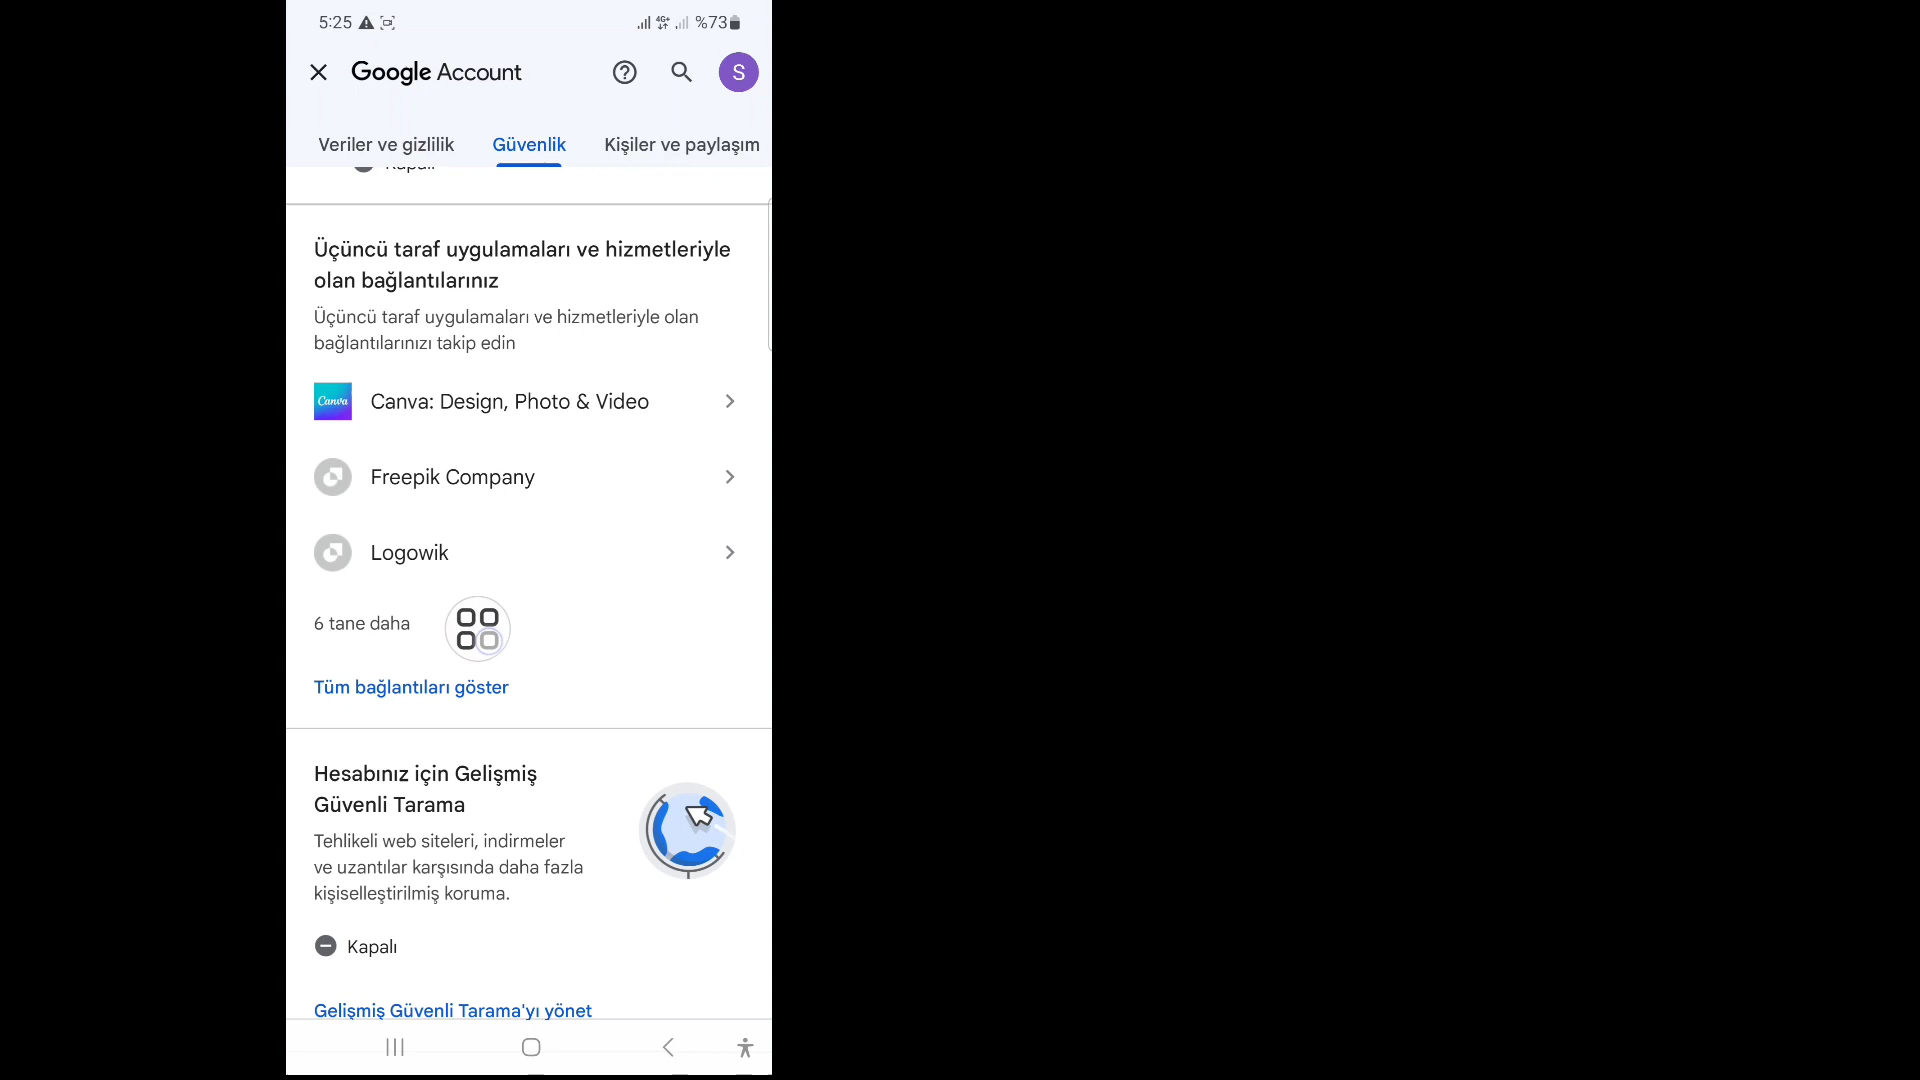 5:25
4G+
%73
Google Account
S
Veriler ve gizlilik
Güvenlik
Kişiler ve paylaşım
Kapalı
Üçüncü taraf uygulamaları ve hizmetleriyle
olan bağlantılarınız
Üçüncü taraf uygulamaları ve hizmetleriyle olan
bağlantılarınızı takip edin
Canva
Canva: Design, Photo & Video
Freepik Company
Logowik
6 tane daha
Tüm bağlantıları göster
Hesabınız için Gelişmiş
Güvenli Tarama
Tehlikeli web siteleri, indirmeler
ve uzantılar karşısında daha fazla
kişiselleştirilmiş koruma.
Kapalı
Gelişmiş Güvenli Tarama'yı yönet